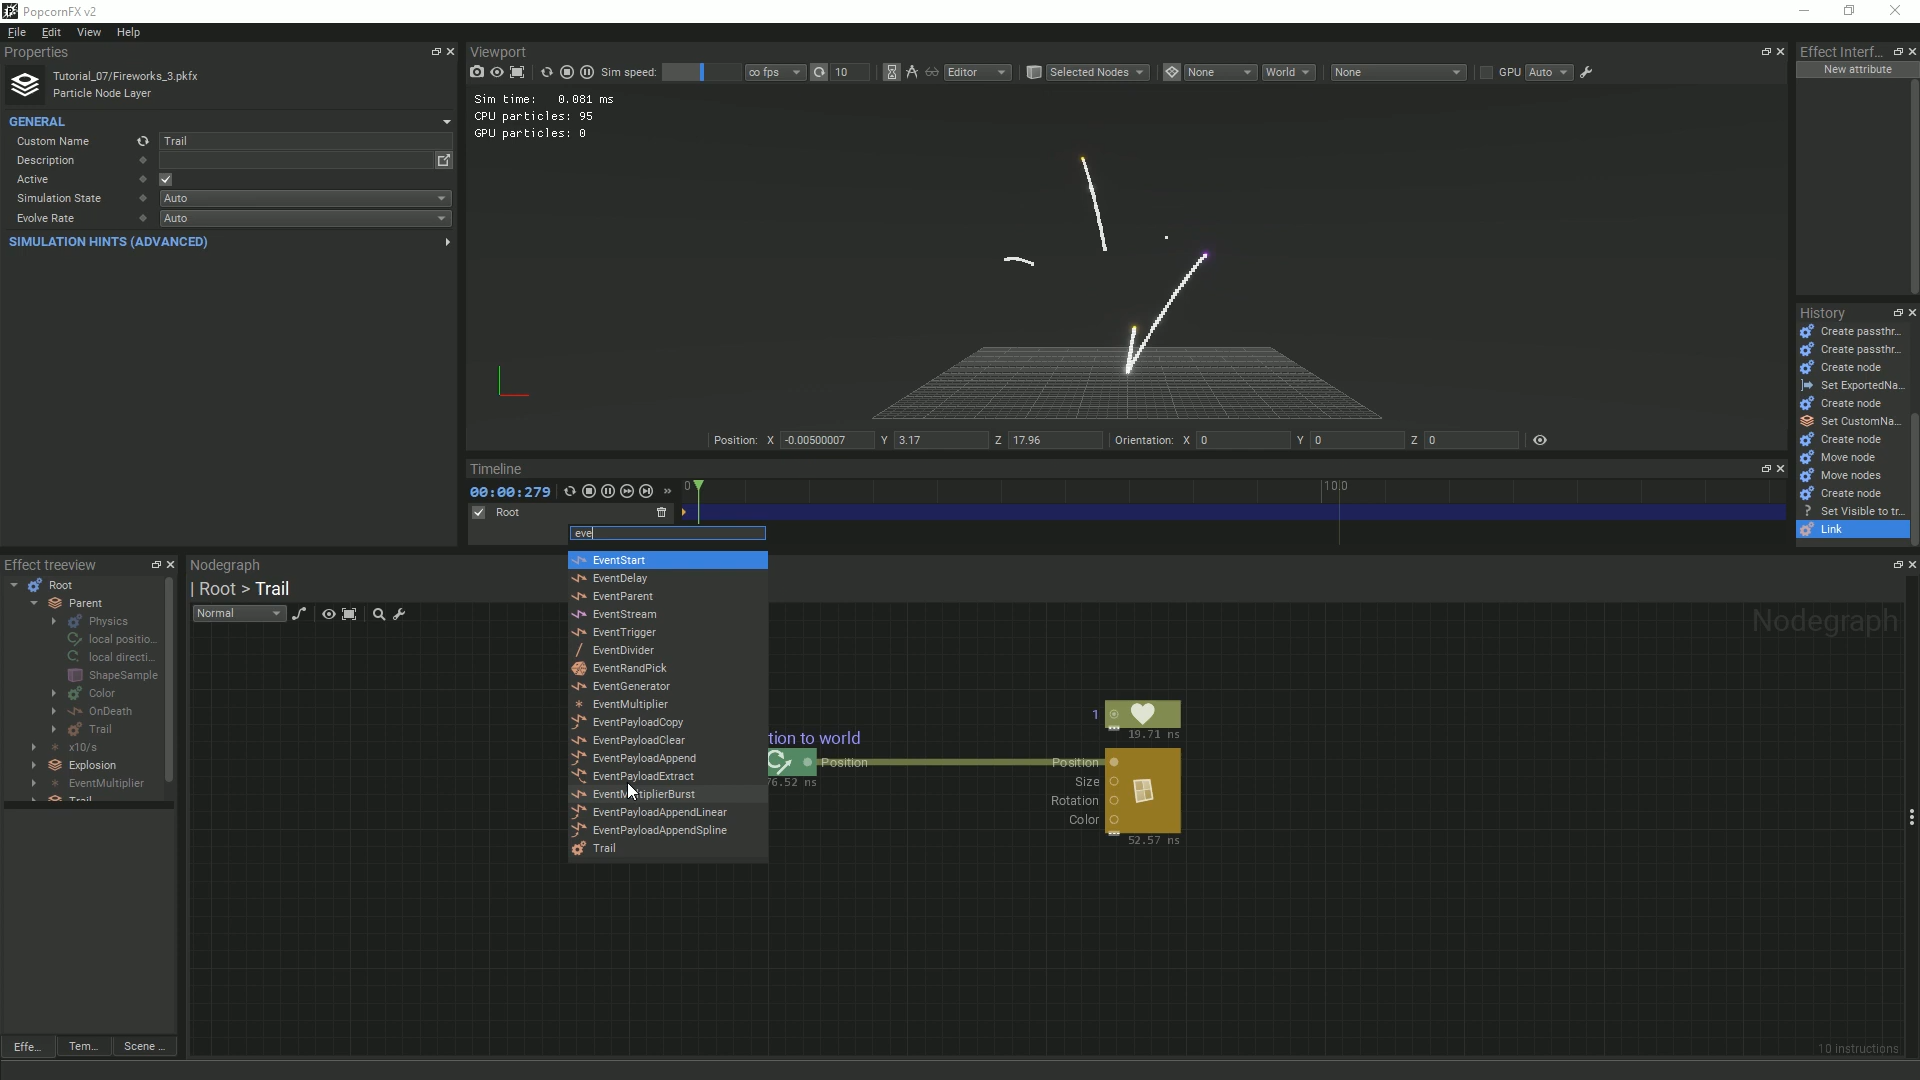 PopcornFX v2
File Edit View Help
Properties
Tutorial_07/Fireworks_3.pkfx
Particle Node Layer
GENERAL
Custom Name Trail
Description
Active
Simulation State Auto
Evolve Rate Auto
SIMULATION HINTS (ADVANCED)
Viewport
Sim speed: ∞ fps 10 Editor Selected Nodes None World None GPU Auto
Sim time: 0.081 ms
CPU particles: 95
GPU particles: 0
Position: X -0.00500007 Y 3.17 Z 17.96 Orientation: X 0 Y 0 Z 0
Effect Interf...
New attribute
History
Create passthr...
Create passthr...
Create node
Set ExportedNa...
Create node
Set CustomNa...
Create node
Move node
Move nodes
Create node
Set Visible to tr...
Link
Timeline
00:00:279 » 0 100
Root
eve
EventStart
EventDelay
EventParent
EventStream
EventTrigger
EventDivider
EventRandPick
EventGenerator
EventMultiplier
EventPayloadCopy
EventPayloadClear
EventPayloadAppend
EventPayloadExtract
EventMultiplierBurst
EventPayloadAppendLinear
EventPayloadAppendSpline
Trail
Effect treeview
Root
Parent
Physics
local positio...
local directi...
ShapeSample
Color
OnDeath
Trail
x10/s
Explosion
EventMultiplier
Trail
Effe... Tem... Scene ...
Nodegraph
| Root > Trail
Normal
Nodegraph
tion to world
Position
76.52 ns
1
19.71 ns
Position
Size
Rotation
Color
52.57 ns
10 instructions